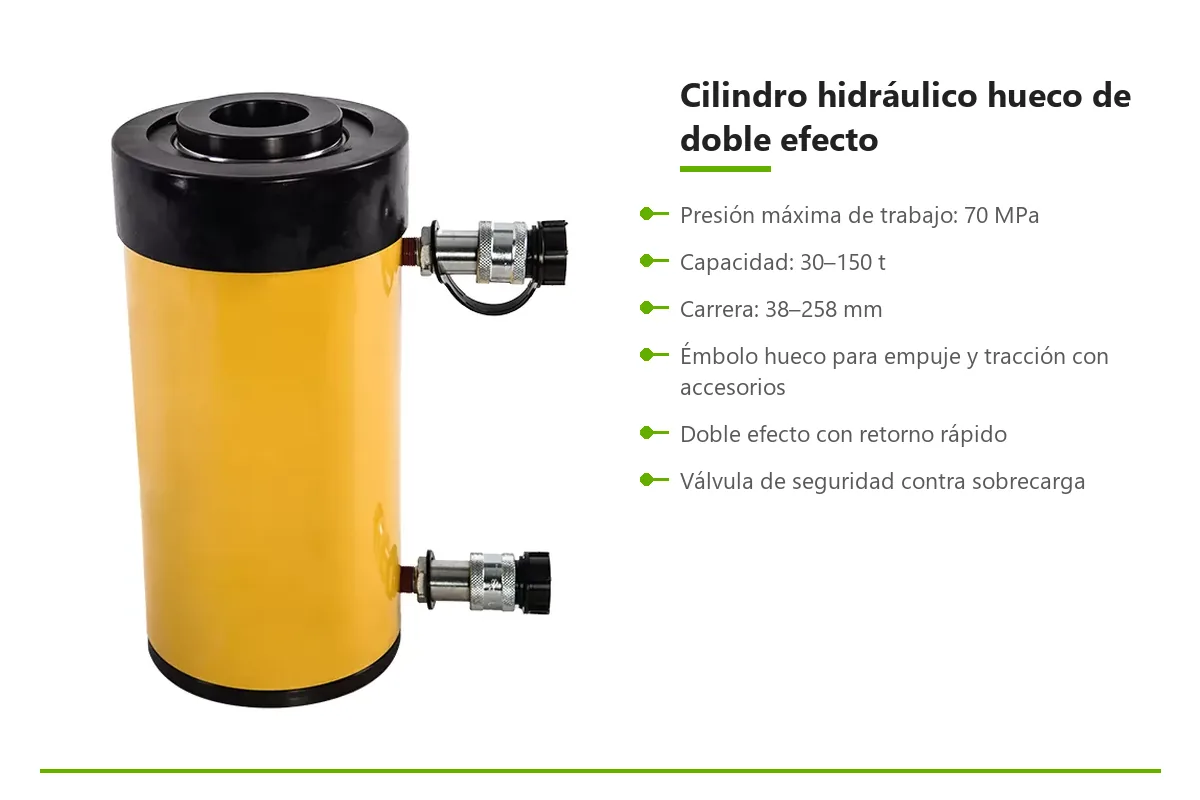 Cilindro hidráulico hueco de
doble efecto
Presión máxima de trabajo: 70 MPa
Capacidad: 30–150 t
Carrera: 38–258 mm
Émbolo hueco para empuje y tracción con
accesorios
Doble efecto con retorno rápido
Válvula de seguridad contra sobrecarga